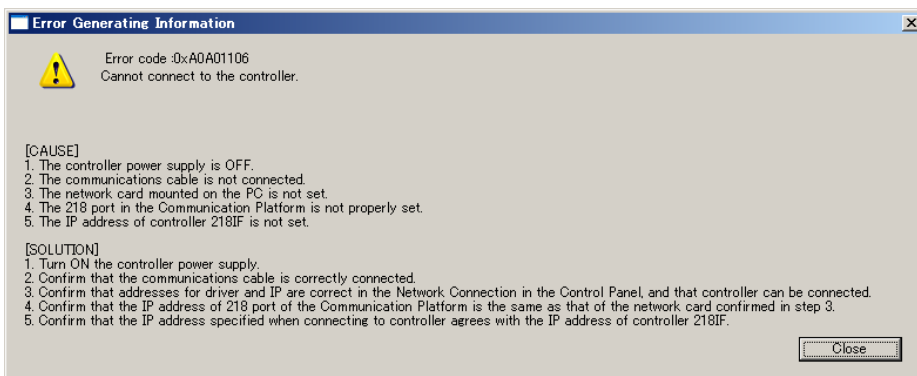 Error Generating Information
Error code :0xA0A01106
Cannot connect to the controller.
[CAUSE]
1. The controller power supply is OFF.
2. The communications cable is not connected.
3. The network card mounted on the PC is not set.
4. The 218 port in the Communication Platform is not properly set.
5. The IP address of controller 218IF is not set.
[SOLUTION]
1. Turn ON the controller power supply.
2. Confirm that the communications cable is correctly connected.
3. Confirm that addresses for driver and IP are correct in the Network Connection in the Control Panel, and that controller can be connected.
4. Confirm that the IP address of 218 port of the Communication Platform is the same as that of the network card confirmed in step 3.
5. Confirm that the IP address specified when connecting to controller agrees with the IP address of controller 218IF.
Close